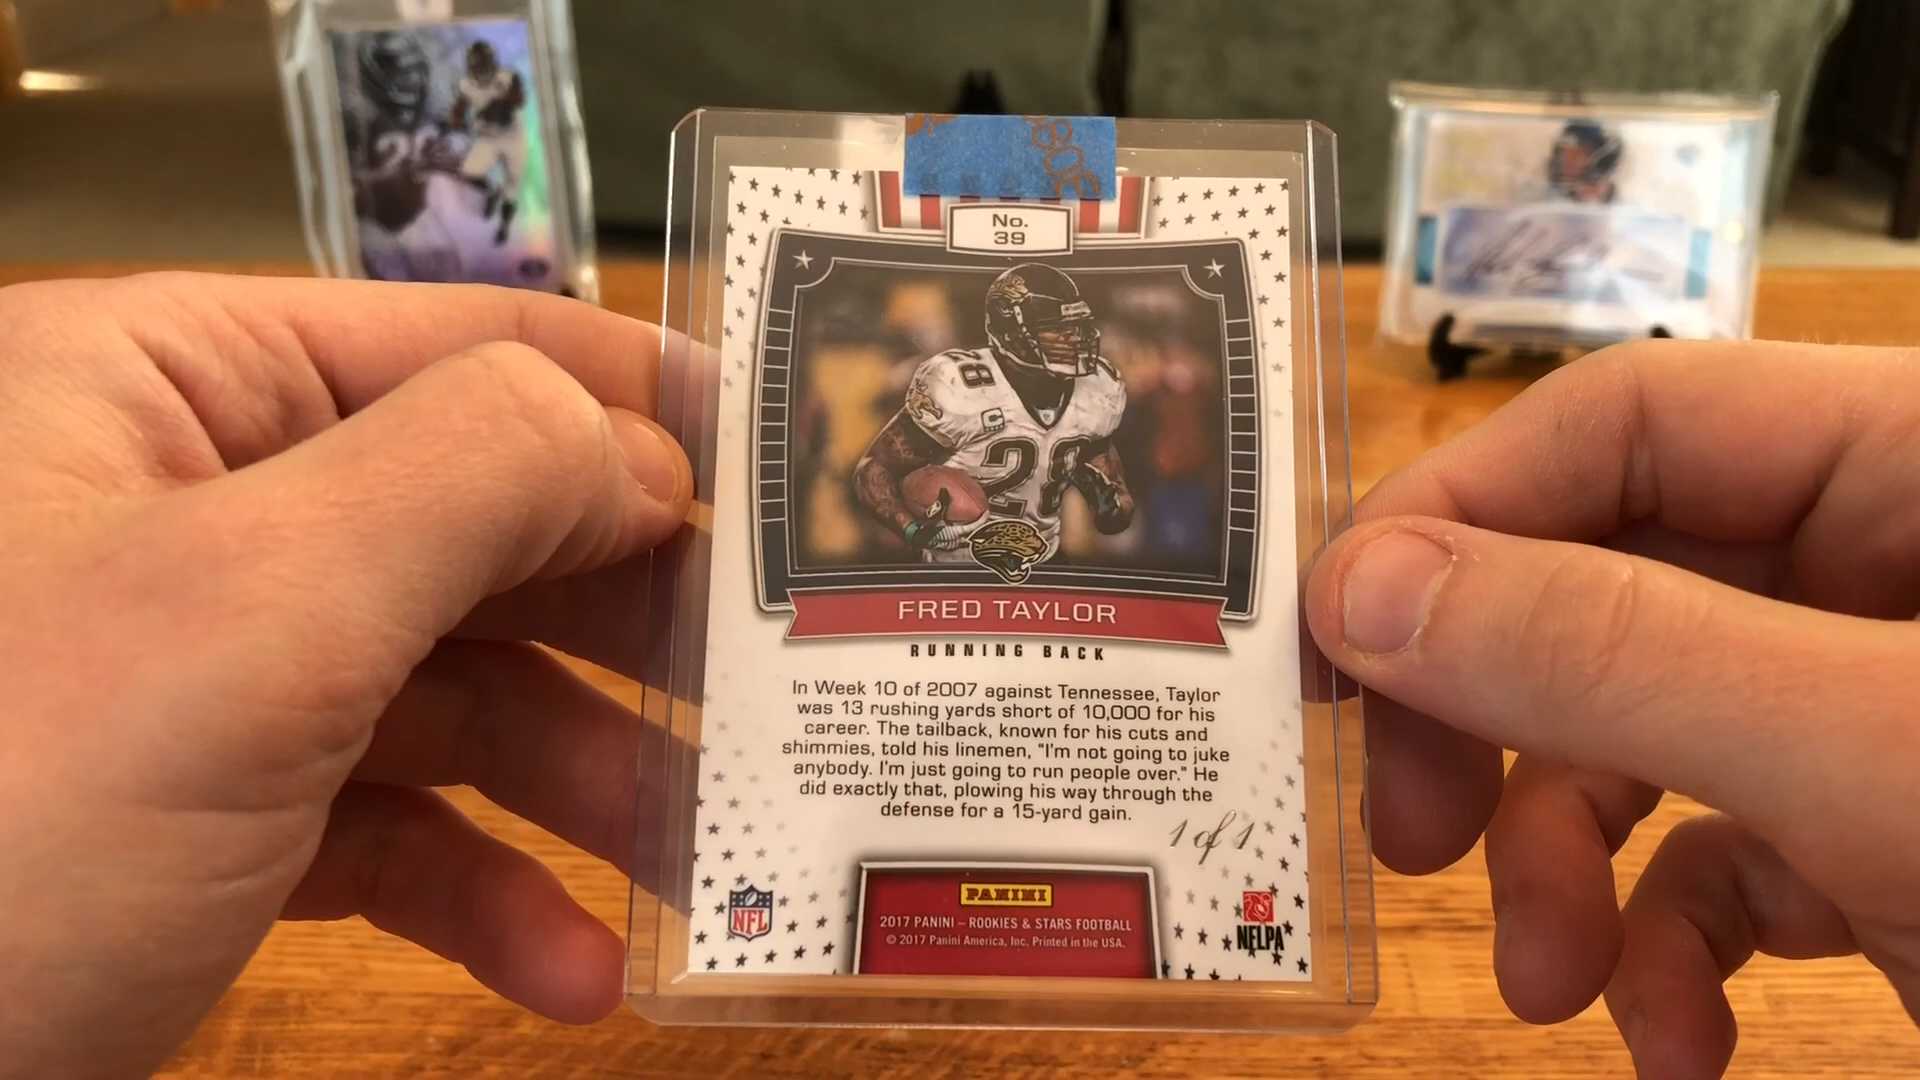 No.
39
28
C
28
FRED TAYLOR
RUNNING BACK
In Week 10 of 2007 against Tennessee, Taylor
was 13 rushing yards short of 10,000 for his
career. The tailback, known for his cuts and
shimmies, told his linemen, "I'm not going to juke
anybody. I'm just going to run people over." He
did exactly that, plowing his way through the
defense for a 15-yard gain.
1 of 1
PANINI
2017 PANINI – ROOKIES & STARS FOOTBALL
© 2017 Panini America, Inc. Printed in the USA.
NFL
NFLPA